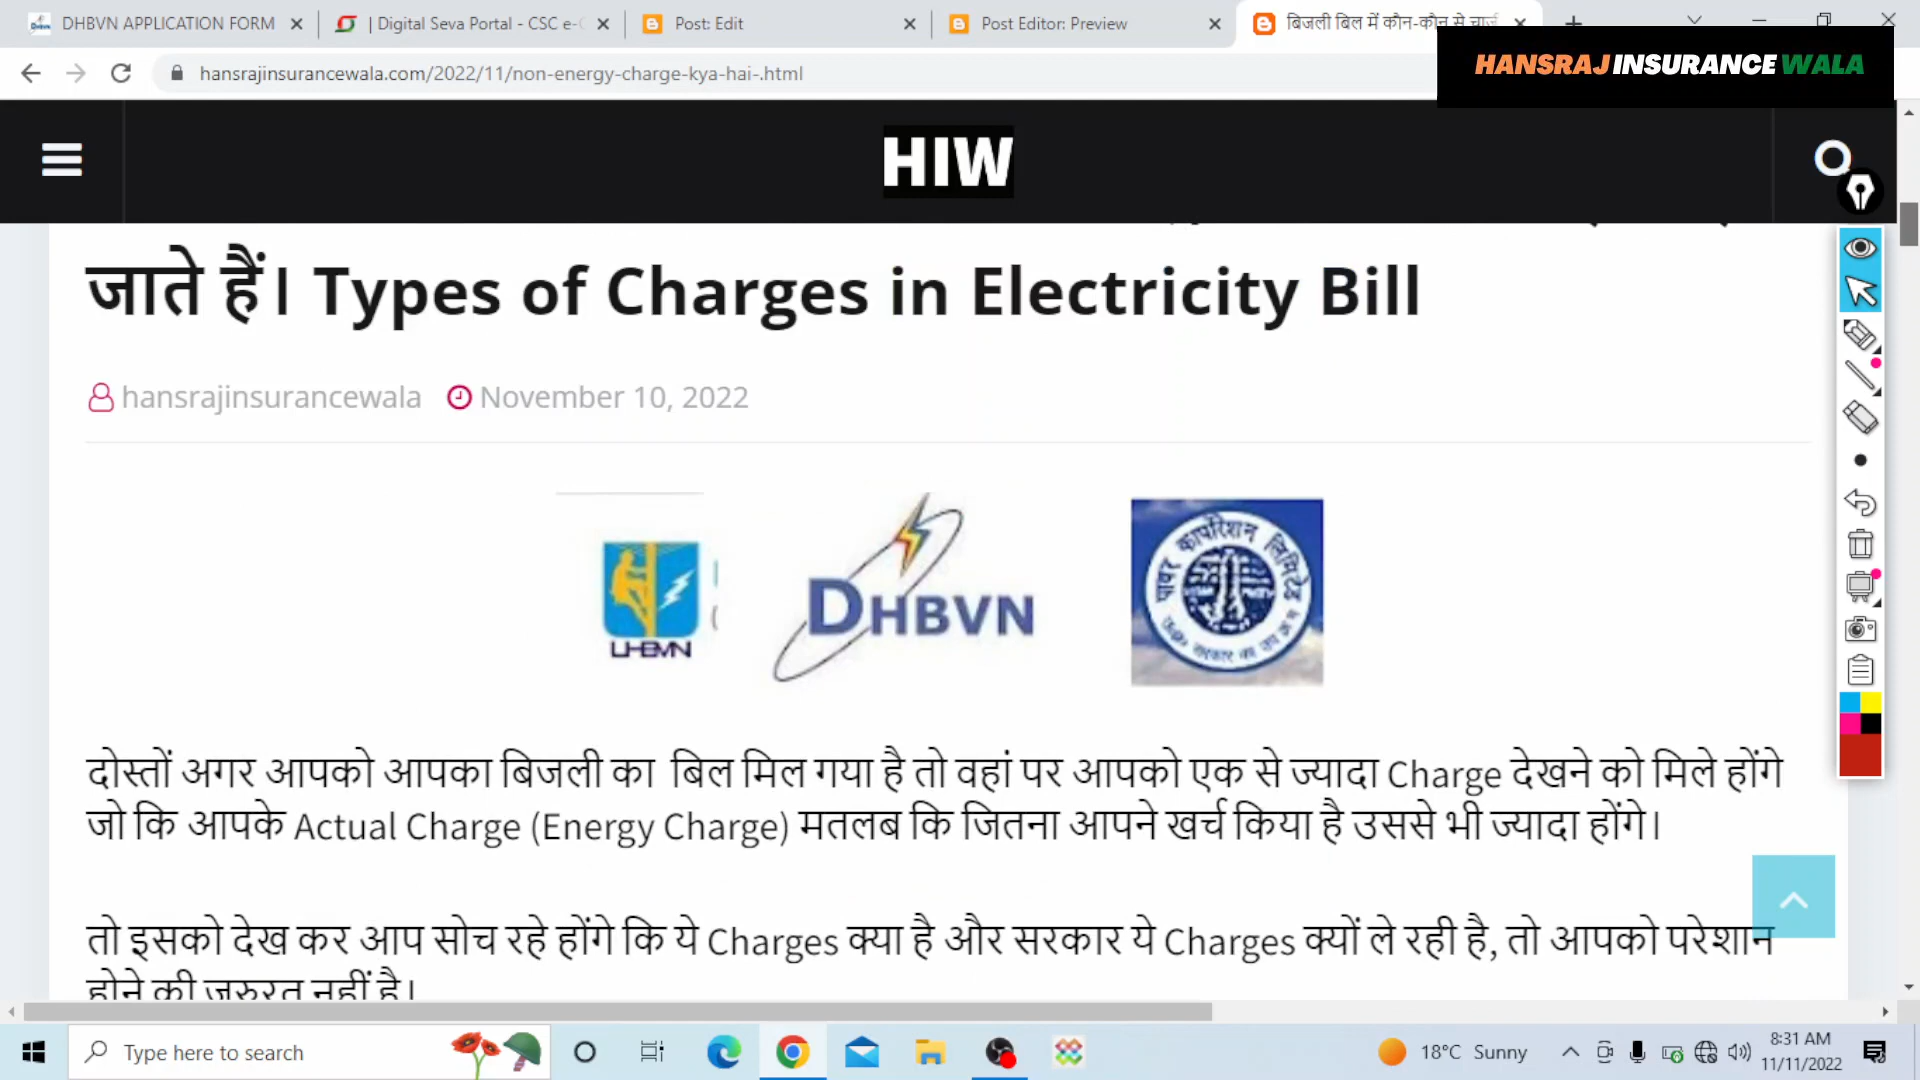 DHBVN APPLICATION FORM
| Digital Seva Portal - CSC e-G
Post: Edit
Post Editor: Preview
बिजली बिल में कौन-कौन से चार्ज
hansrajinsurancewala.com/2022/11/non-energy-charge-kya-hai-.html
HANSRAJ INSURANCE WALA
HIW
जाते हैं। Types of Charges in Electricity Bill
hansrajinsurancewala November 10, 2022
UHBVN
DHBVN
पावर कार्पोरेशन लिमिटेड
दोस्तों अगर आपको आपका बिजली का बिल मिल गया है तो वहां पर आपको एक से ज्यादा Charge देखने को मिले होंगे
जो कि आपके Actual Charge (Energy Charge) मतलब कि जितना आपने खर्च किया है उससे भी ज्यादा होंगे।
तो इसको देख कर आप सोच रहे होंगे कि ये Charges क्या है और सरकार ये Charges क्यों ले रही है, तो आपको परेशान
होने की जरुरत नहीं है।
Type here to search
18°C Sunny
8:31 AM
11/11/2022